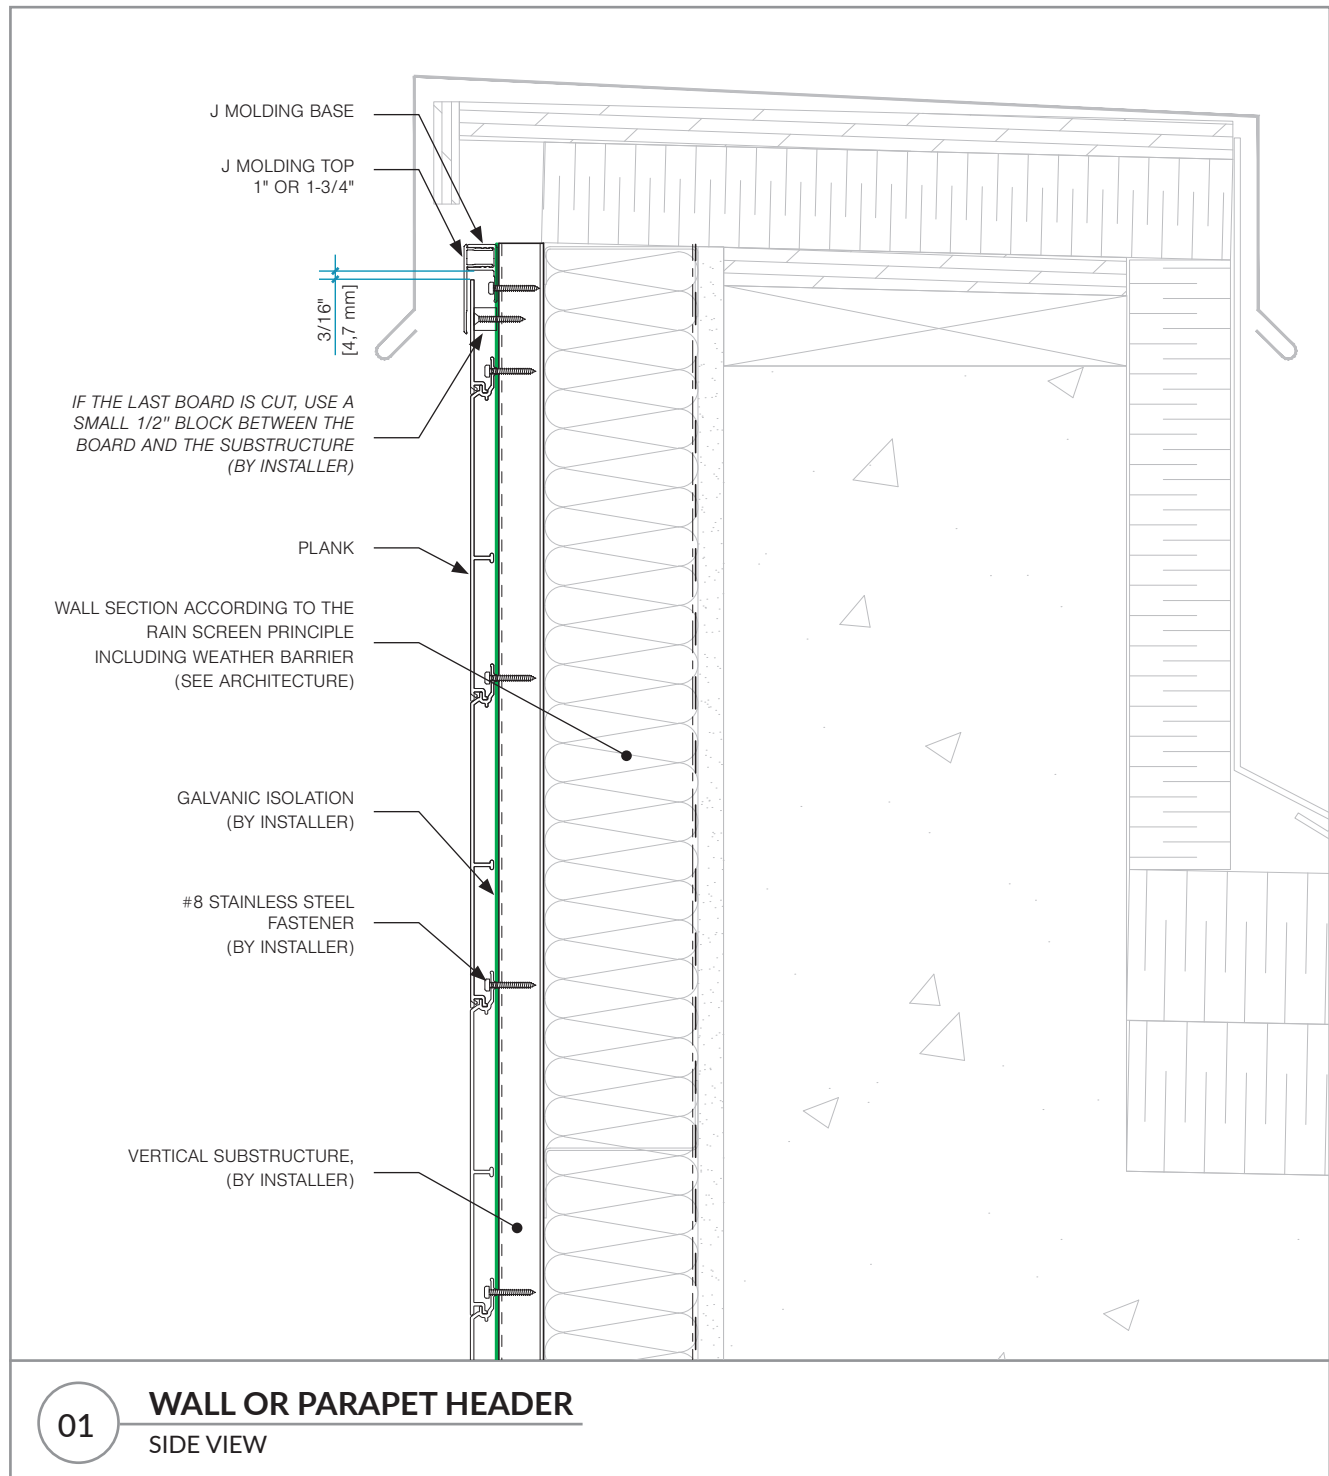 J MOLDING BASE
J MOLDING TOP
1" OR 1-3/4"
3/16"
[4,7 mm]
IF THE LAST BOARD IS CUT, USE A
SMALL 1/2" BLOCK BETWEEN THE
BOARD AND THE SUBSTRUCTURE
(BY INSTALLER)
PLANK
WALL SECTION ACCORDING TO THE
RAIN SCREEN PRINCIPLE
INCLUDING WEATHER BARRIER
(SEE ARCHITECTURE)
GALVANIC ISOLATION
(BY INSTALLER)
#8 STAINLESS STEEL
FASTENER
(BY INSTALLER)
VERTICAL SUBSTRUCTURE,
(BY INSTALLER)
01
WALL OR PARAPET HEADER
SIDE VIEW